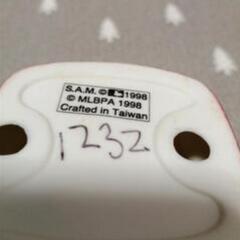 S.A.M. © 1998
© MLBPA 1998
Crafted in Taiwan
1232